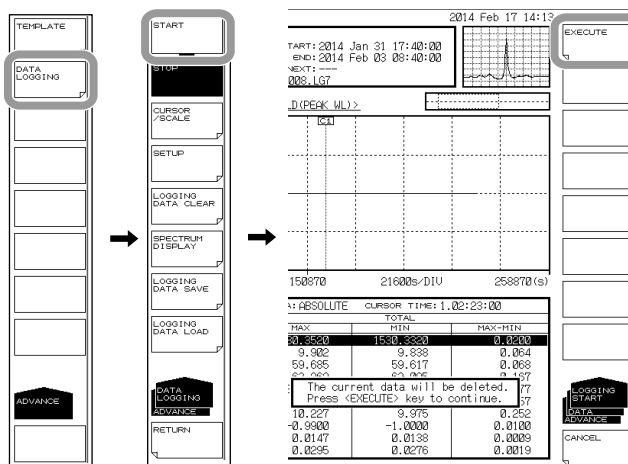 TEMPLATE
DATA
LOGGING
ADVANCE
START
STOP
CURSOR
/SCALE
SETUP
LOGGING
DATA CLEAR
SPECTRUM
DISPLAY
LOGGING
DATA SAVE
LOGGING
DATA LOAD
DATA
LOGGING
ADVANCE
RETURN
2014 Feb 17 14:13
TART: 2014 Jan 31 17:40:00
END: 2014 Feb 03 08:40:00
NEXT: ---
008.LG7
LD(PEAK WL)>
C1
150870 21600s/DIV 258870(s)
A: ABSOLUTE CURSOR TIME: 1.02:23:00
TOTAL
MAX MIN MAX-MIN
30.3520 1530.3320 0.0200
9.902 9.838 0.064
59.685 59.617 0.068
The current data will be deleted.
Press <EXECUTE> key to continue.
10.227 9.975 0.252
-0.9900 -1.0000 0.0100
0.0147 0.0138 0.0009
0.0295 0.0276 0.0019
EXECUTE
LOGGING
START
DATA
ADVANCE
CANCEL